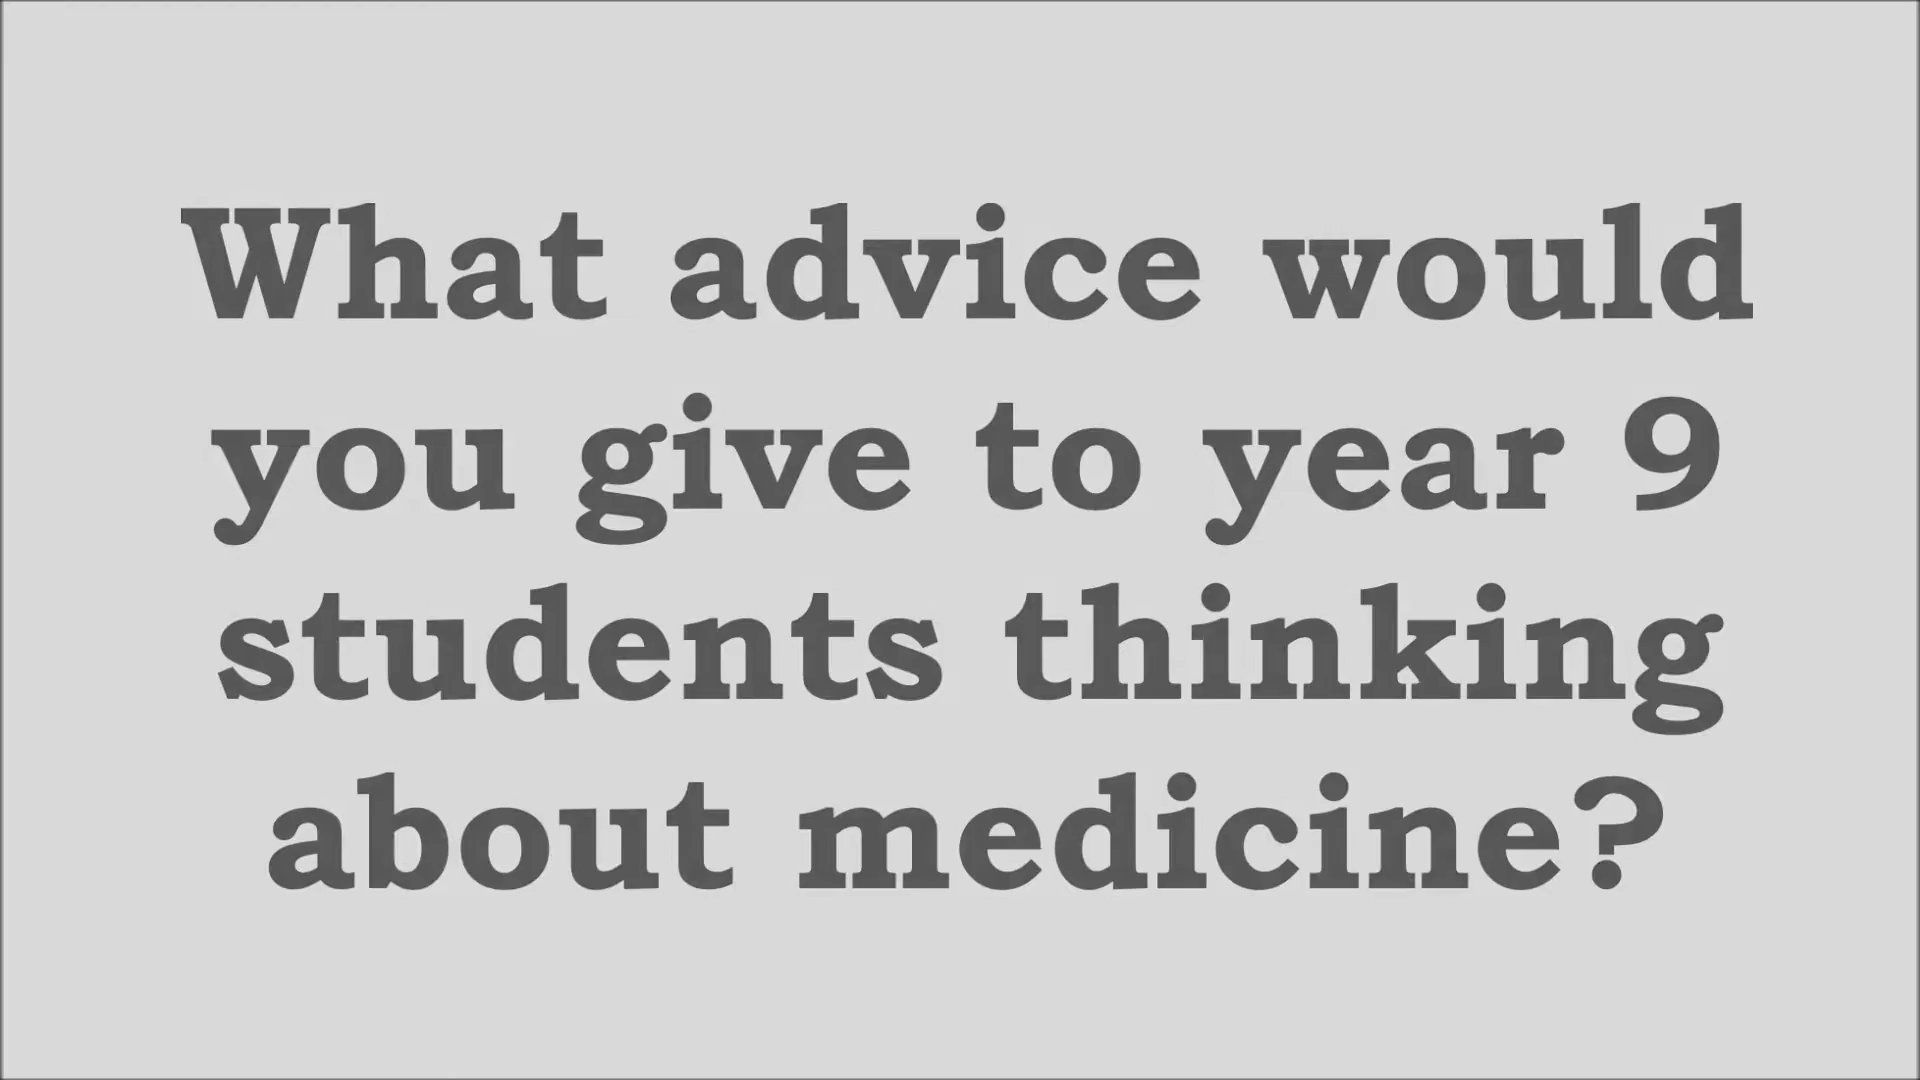 What advice would
you give to year 9
students thinking
about medicine?